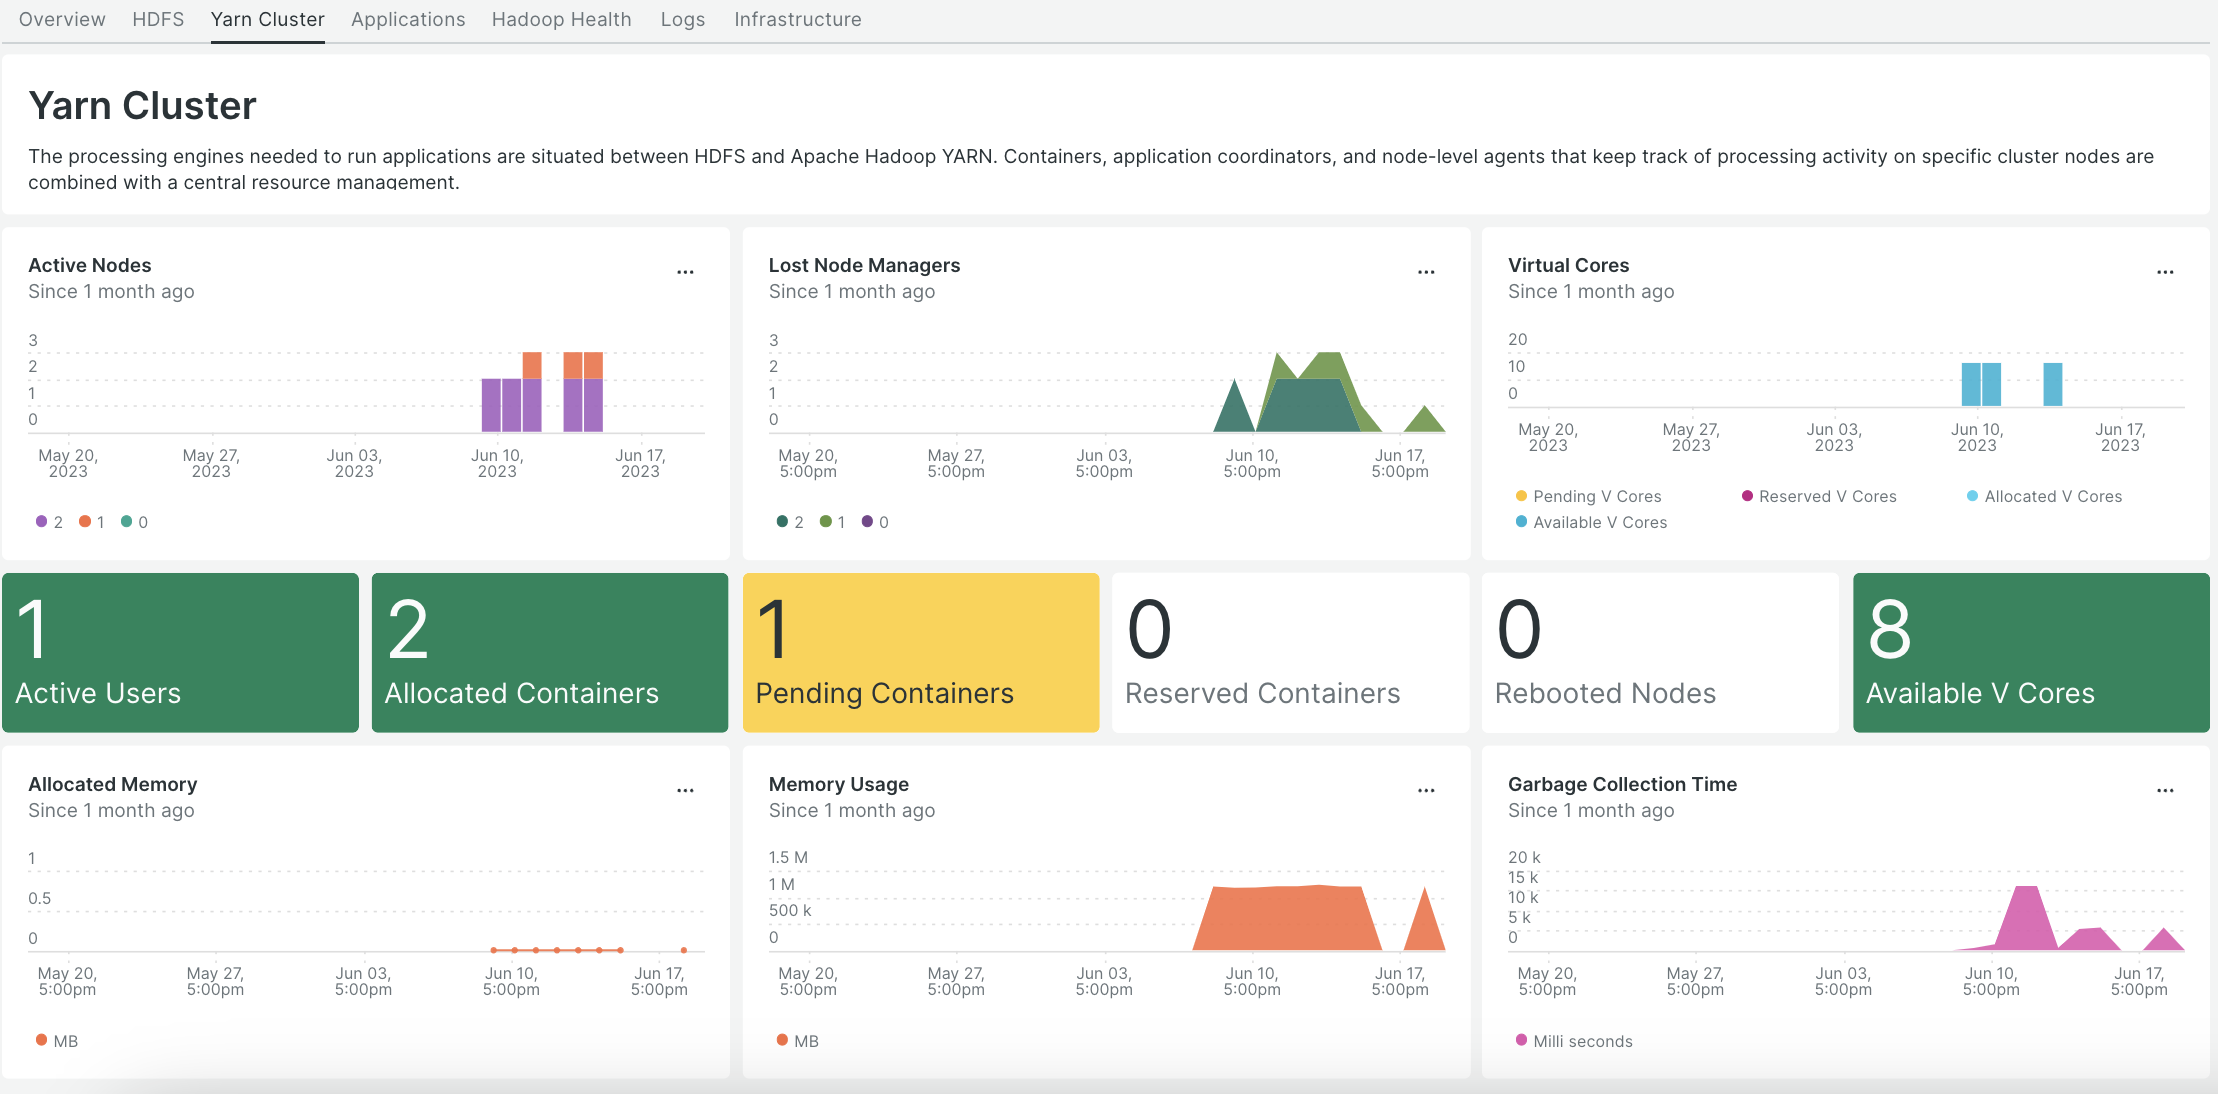 Overview HDFS Yarn Cluster Applications Hadoop Health Logs Infrastructure
Yarn Cluster
The processing engines needed to run applications are situated between HDFS and Apache Hadoop YARN. Containers, application coordinators, and node-level agents that keep track of processing activity on specific cluster nodes are
combined with a central resource management.
Active Nodes
...
Since 1 month ago
3
2
1
0
May 20, May 27, Jun 03, Jun 10, Jun 17,
2023 2023 2023 2023 2023
2 1 0
Lost Node Managers
...
Since 1 month ago
3
2
1
0
May 20, May 27, Jun 03, Jun 10, Jun 17,
5:00pm 5:00pm 5:00pm 5:00pm 5:00pm
2 1 0
Virtual Cores
...
Since 1 month ago
20
10
0
May 20, May 27, Jun 03, Jun 10, Jun 17,
2023 2023 2023 2023 2023
Pending V Cores Reserved V Cores Allocated V Cores
Available V Cores
1
Active Users
2
Allocated Containers
1
Pending Containers
0
Reserved Containers
0
Rebooted Nodes
8
Available V Cores
Allocated Memory
...
Since 1 month ago
1
0.5
0
May 20, May 27, Jun 03, Jun 10, Jun 17,
5:00pm 5:00pm 5:00pm 5:00pm 5:00pm
MB
Memory Usage
...
Since 1 month ago
1.5 M
1 M
500 k
0
May 20, May 27, Jun 03, Jun 10, Jun 17,
5:00pm 5:00pm 5:00pm 5:00pm 5:00pm
MB
Garbage Collection Time
...
Since 1 month ago
20 k
15 k
10 k
5 k
0
May 20, May 27, Jun 03, Jun 10, Jun 17,
5:00pm 5:00pm 5:00pm 5:00pm 5:00pm
Milli seconds